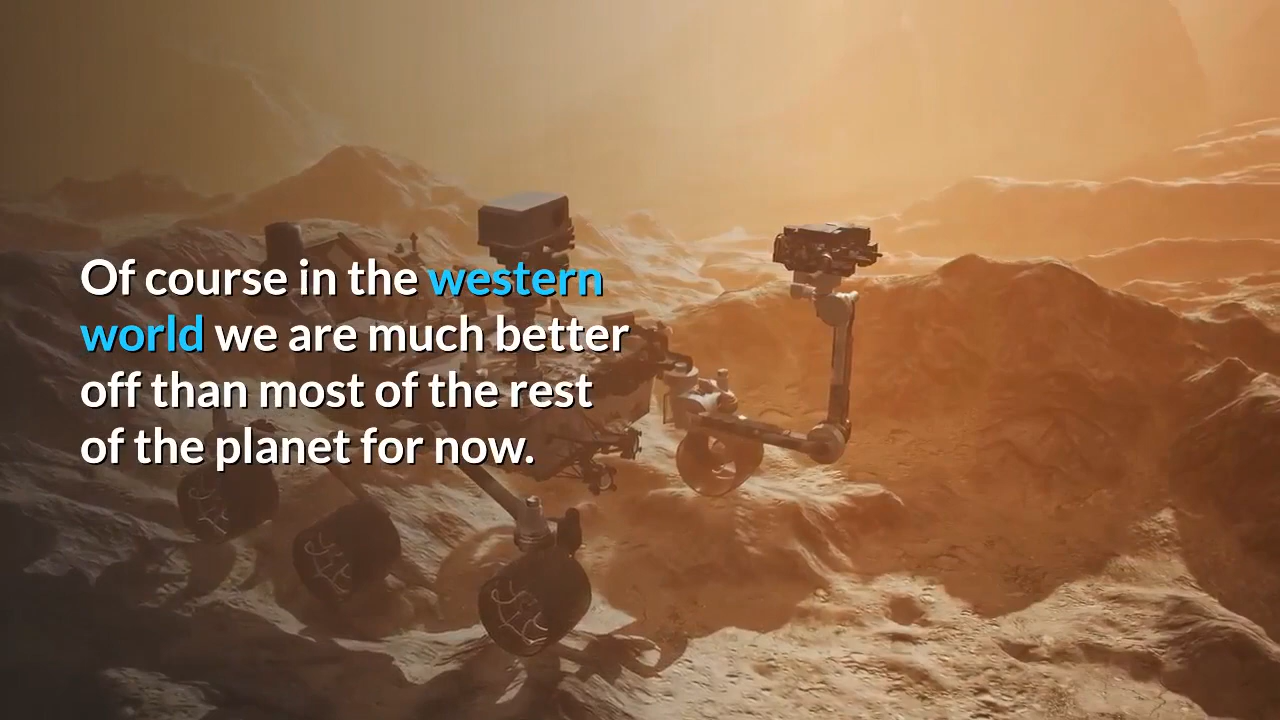 Of course in the western
world we are much better
off than most of the rest
of the planet for now.